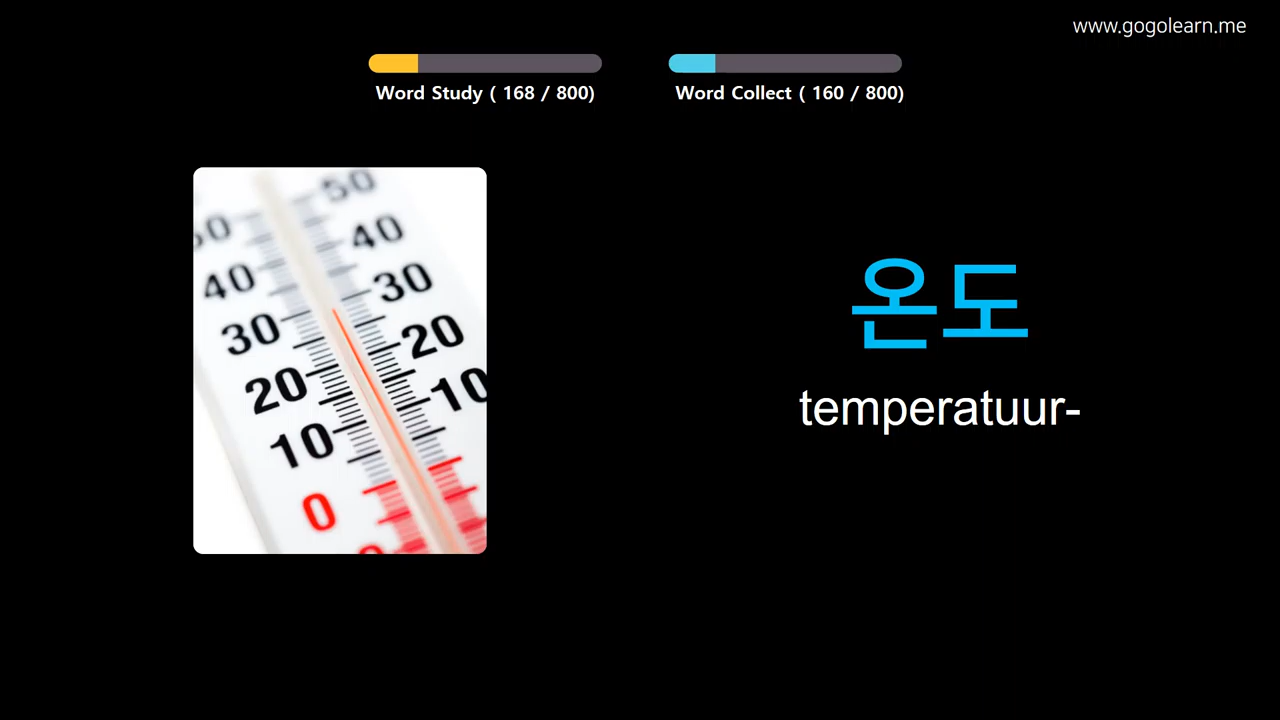 www.gogolearn.me
Word Study ( 168 / 800)
Word Collect ( 160 / 800)
50
50
40
40
30
30
20
20
10
10
0
온도
temperatuur-